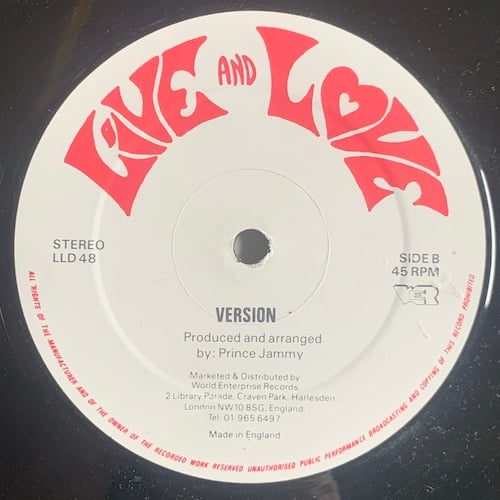 LIVE AND LOVE
STEREO
LLD 48
SIDE B
45 RPM
WER
VERSION
Produced and arranged
by: Prince Jammy
Marketed & Distributed by
World Enterprise Records,
2 Library Parade, Craven Park, Harlesden,
London NW10 8SG, England
Tel: 01 965 6497
Made in England
ALL RIGHTS OF THE MANUFACTURER AND OF THE OWNER OF THE RECORDED WORK RESERVED UNAUTHORISED PUBLIC PERFORMANCE BROADCASTING AND COPYING OF THIS RECORD PROHIBITED